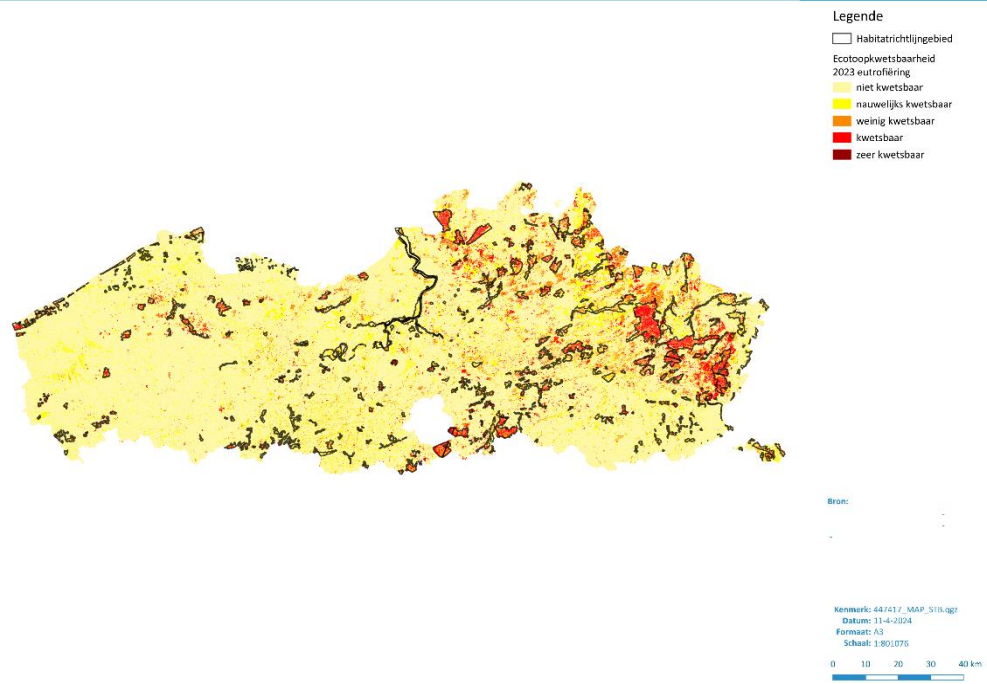 Legende
Habitatrichtlijngebied
Ecotoopkwetsbaarheid
2023 eutrofiëring
niet kwetsbaar
nauwelijks kwetsbaar
weinig kwetsbaar
kwetsbaar
zeer kwetsbaar
Bron:
-
-
-
Kenmerk: 447417_MAP_STB.qgz
Datum: 11-4-2024
Formaat: A3
Schaal: 1:801076
0 10 20 30 40 km